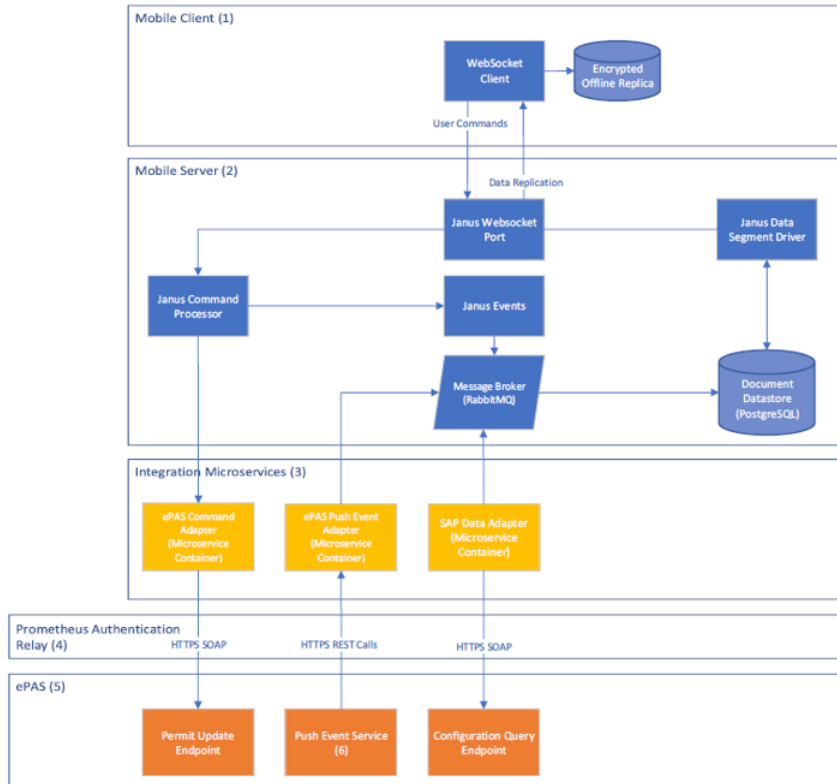 Mobile Client (1)
WebSocket
Client
Encrypted
Offline Replica
User Commands
Mobile Server (2)
Data Replication
Janus Websocket
Port
Janus Data
Segment Driver
Janus Command
Processor
Janus Events
Message Broker
(RabbitMQ)
Document
Datastore
(PostgreSQL)
Integration Microservices (3)
ePAS Command
Adapter
(Microservice
Container)
ePAS Push Event
Adapter
(Microservice
Container)
SAP Data Adapter
(Microservice
Container)
Prometheus Authentication
Relay (4)
HTTPS SOAP
HTTPS REST Calls
HTTPS SOAP
ePAS (5)
Permit Update
Endpoint
Push Event Service
(6)
Configuration Query
Endpoint